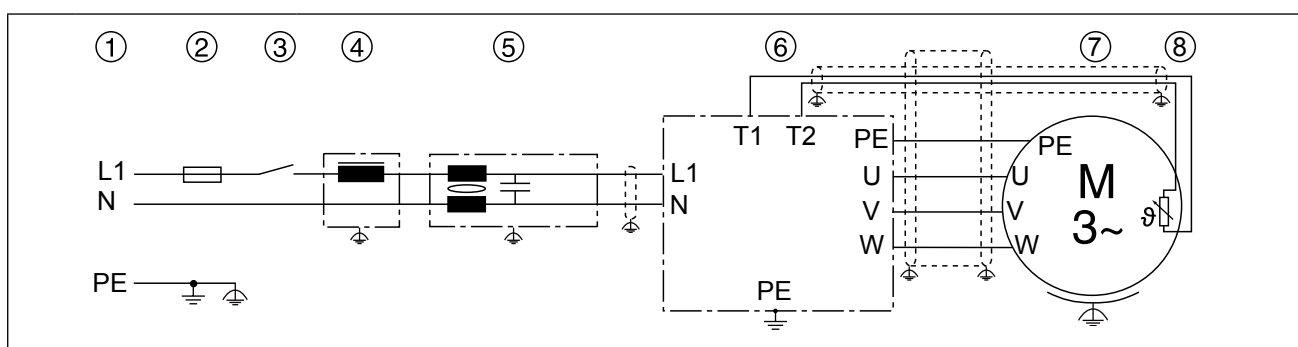 ① ② ③ ④ ⑤ ⑥ ⑦ ⑧
T1 T2
PE PE
L1 L1
U U
M
N N
V V
3~
ϑ
W W
PE PE